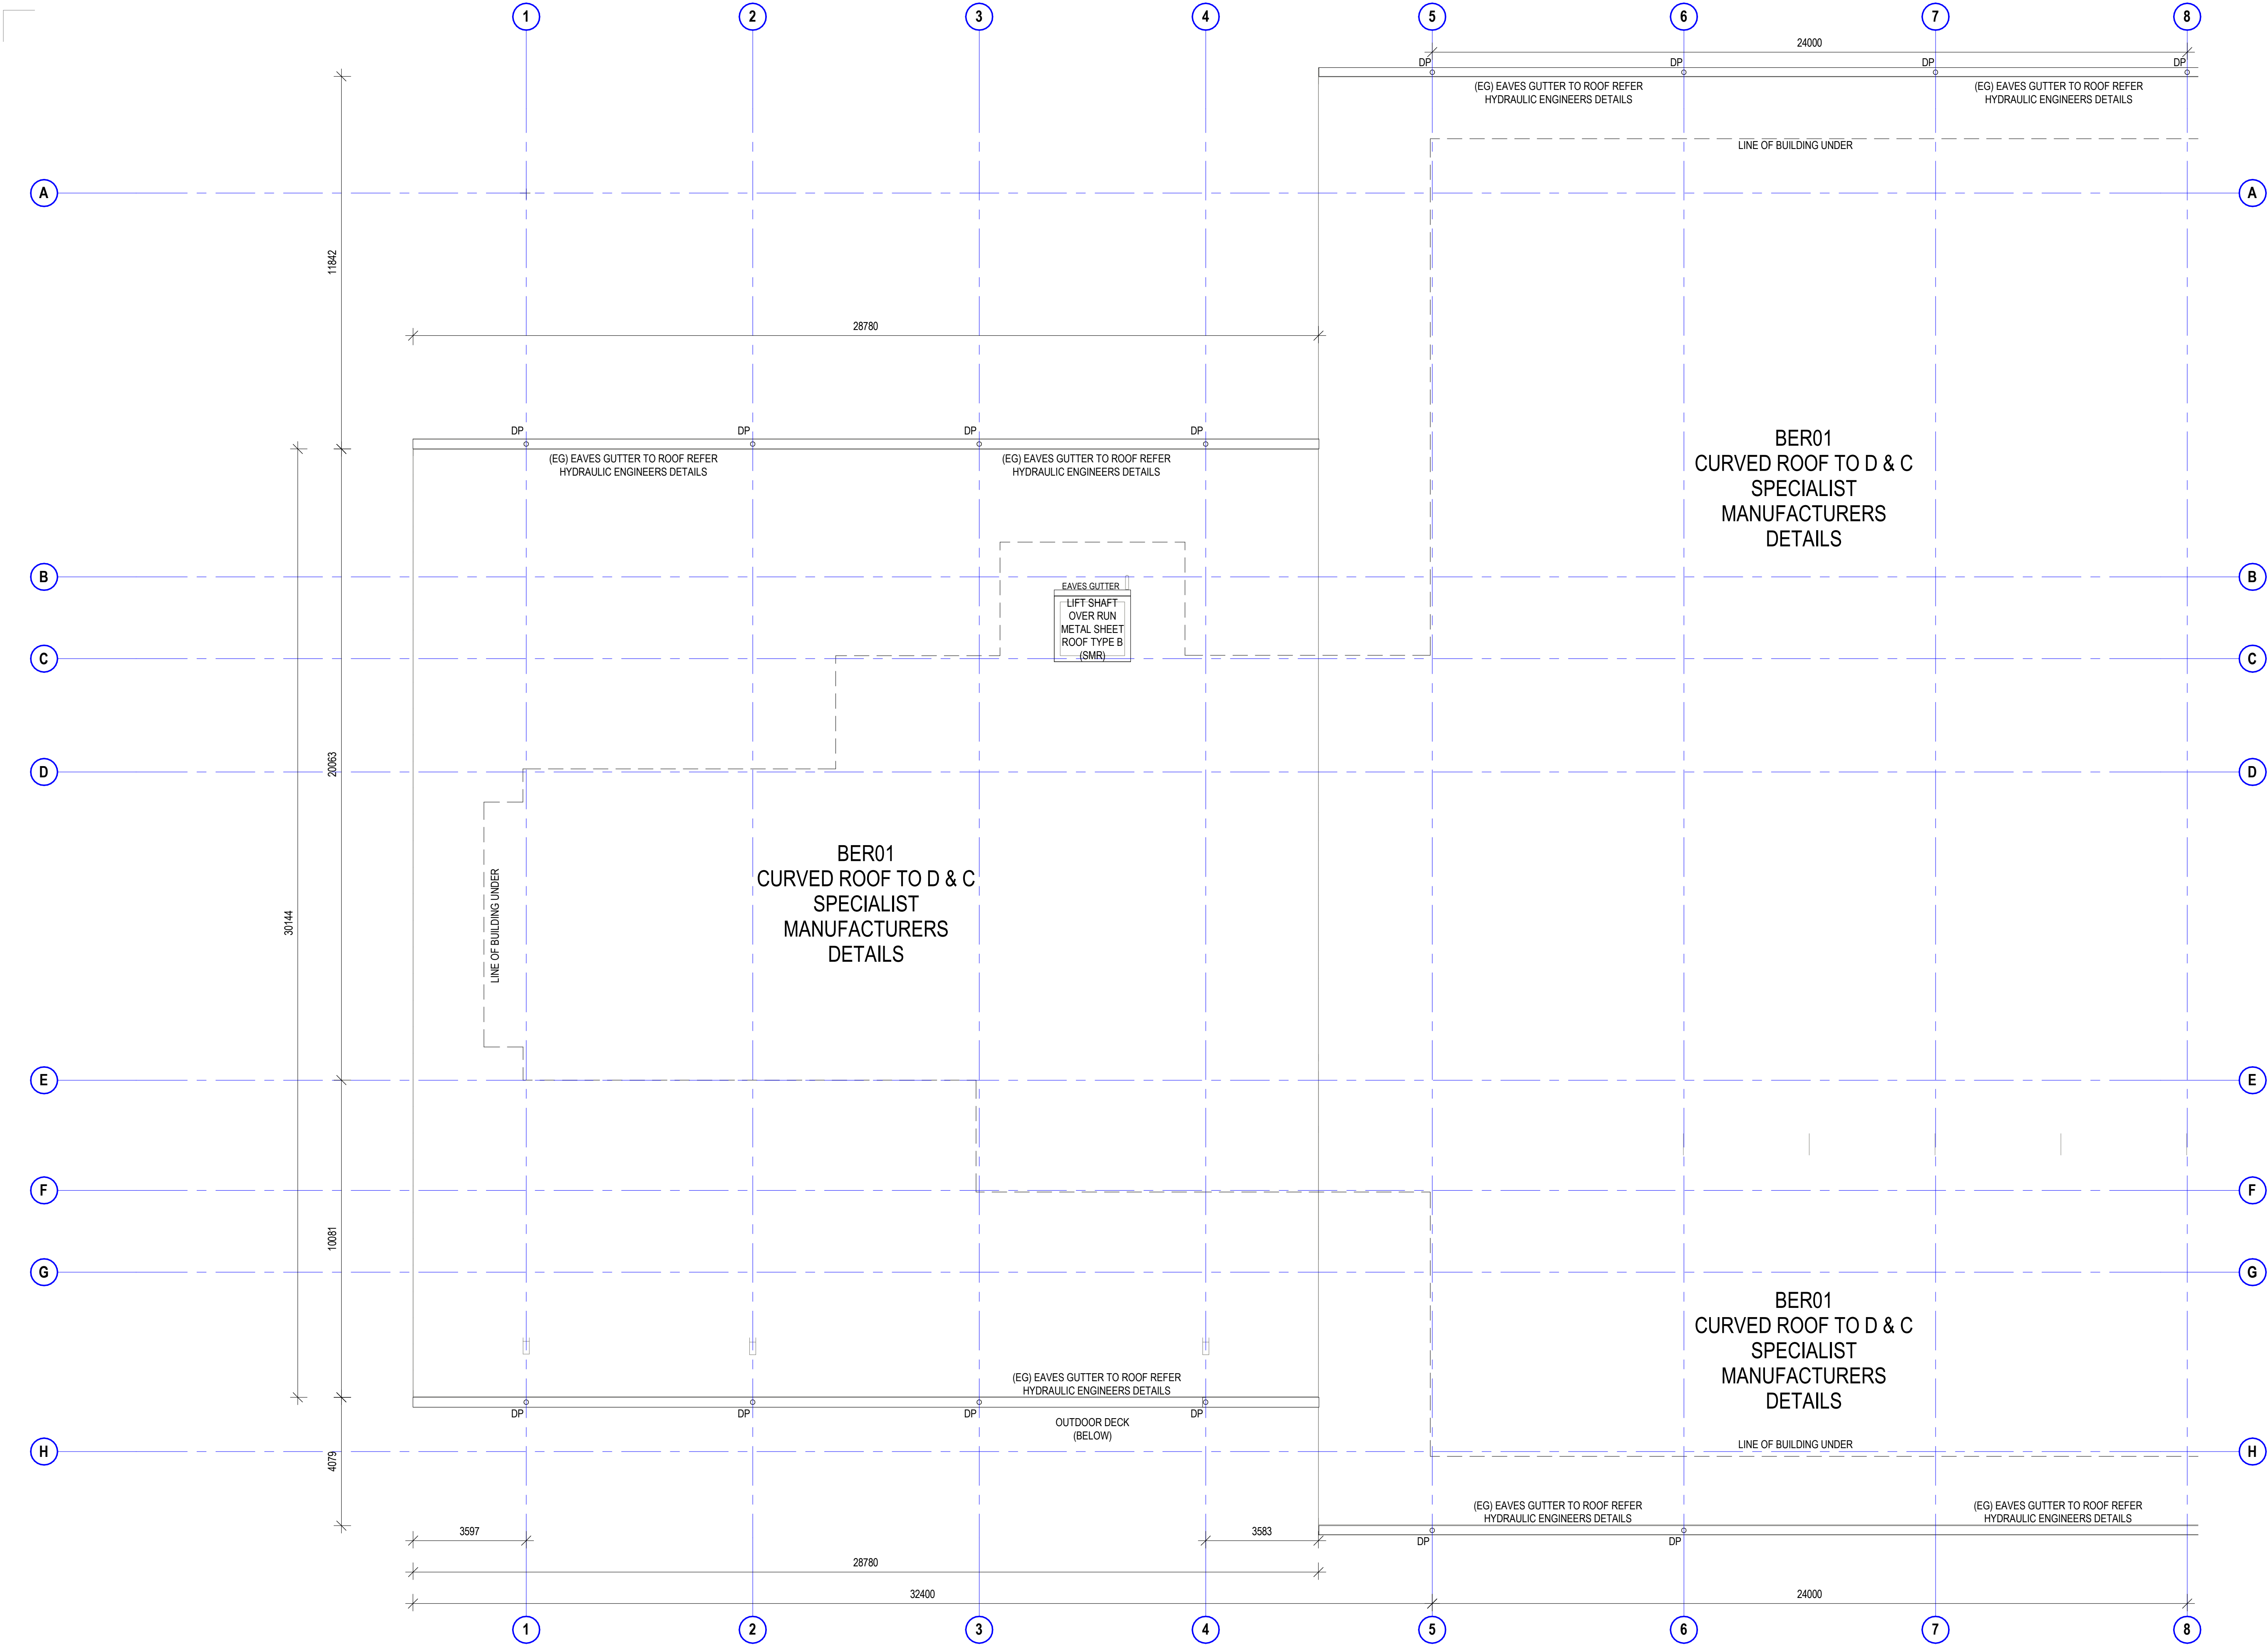 1 2 3 4 5 6 7 8
24000
DP DP DP DP
(EG) EAVES GUTTER TO ROOF REFER
HYDRAULIC ENGINEERS DETAILS
(EG) EAVES GUTTER TO ROOF REFER
HYDRAULIC ENGINEERS DETAILS
LINE OF BUILDING UNDER
A A
11842
28780
DP DP DP DP
(EG) EAVES GUTTER TO ROOF REFER
HYDRAULIC ENGINEERS DETAILS
(EG) EAVES GUTTER TO ROOF REFER
HYDRAULIC ENGINEERS DETAILS
BER01
CURVED ROOF TO D & C
SPECIALIST
MANUFACTURERS
DETAILS
B B
EAVES GUTTER
LIFT SHAFT
OVER RUN
METAL SHEET
ROOF TYPE B
(SMR)
C C
20063
D D
BER01
CURVED ROOF TO D & C
SPECIALIST
MANUFACTURERS
DETAILS
LINE OF BUILDING UNDER
30144
E E
F F
10081
G G
BER01
CURVED ROOF TO D & C
SPECIALIST
MANUFACTURERS
DETAILS
(EG) EAVES GUTTER TO ROOF REFER
HYDRAULIC ENGINEERS DETAILS
DP DP DP DP
OUTDOOR DECK
(BELOW)
LINE OF BUILDING UNDER
H H
4079
(EG) EAVES GUTTER TO ROOF REFER
HYDRAULIC ENGINEERS DETAILS
(EG) EAVES GUTTER TO ROOF REFER
HYDRAULIC ENGINEERS DETAILS
3597 3583
DP DP
28780
32400 24000
1 2 3 4 5 6 7 8